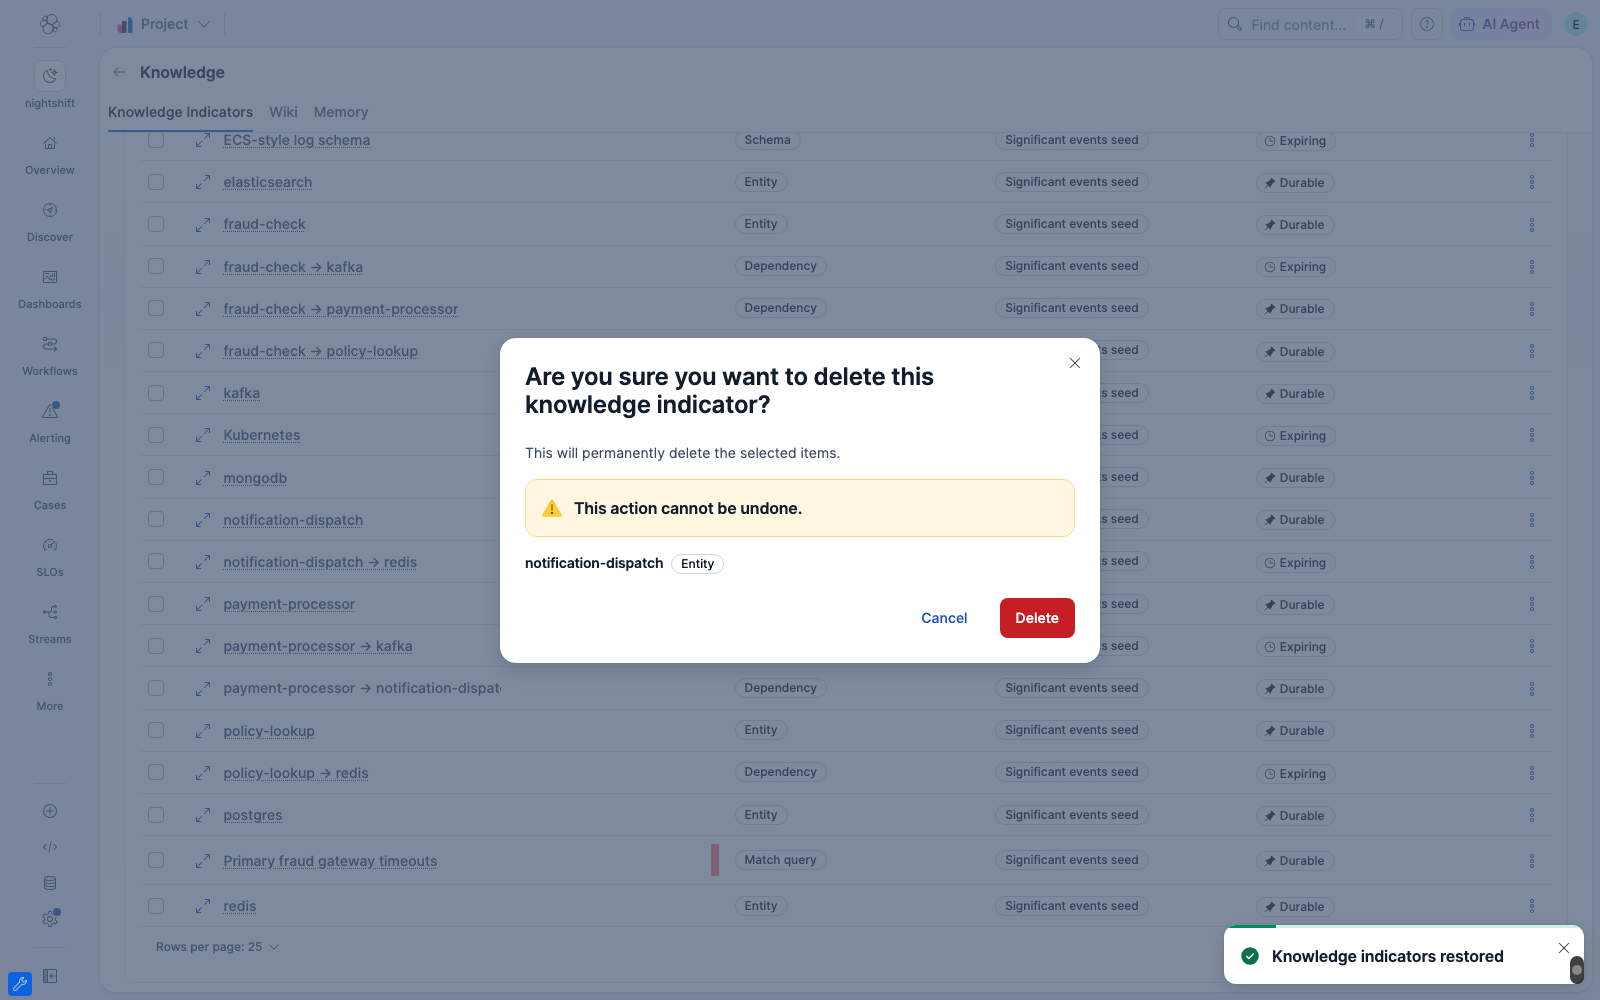 Project
Find content...
⌘ /
AI Agent
E
nightshift
Overview
Discover
Dashboards
Workflows
Alerting
Cases
SLOs
Streams
More
Knowledge
Knowledge Indicators
Wiki
Memory
ECS-style log schema Schema Significant events seed Expiring
elasticsearch Entity Significant events seed Durable
fraud-check Entity Significant events seed Durable
fraud-check → kafka Dependency Significant events seed Expiring
fraud-check → payment-processor Dependency Significant events seed Durable
fraud-check → policy-lookup seed Durable
kafka seed Durable
Kubernetes seed Expiring
mongodb seed Durable
notification-dispatch seed Durable
notification-dispatch → redis seed Expiring
payment-processor seed Durable
payment-processor → kafka seed Expiring
payment-processor → notification-dispat Dependency Significant events seed Durable
policy-lookup Entity Significant events seed Durable
policy-lookup → redis Dependency Significant events seed Expiring
postgres Entity Significant events seed Durable
Primary fraud gateway timeouts Match query Significant events seed Durable
redis Entity Significant events seed Durable
Rows per page: 25
Are you sure you want to delete this
knowledge indicator?
This will permanently delete the selected items.
This action cannot be undone.
notification-dispatch Entity
Cancel
Delete
Knowledge indicators restored